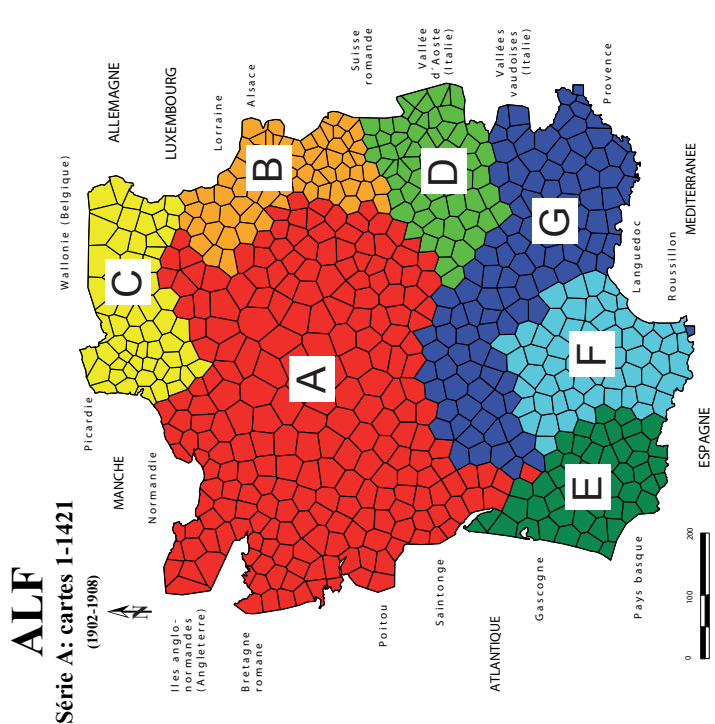 ALF
Série A: cartes 1-1421
(1902-1908)
N
Wallonie (Belgique)
ALLEMAGNE
LUXEMBOURG
Lorraine
Alsace
Suisse
romande
Vallée
d'Aoste
(Italie)
Vallées
vaudoises
(Italie)
Provence
Picardie
MANCHE
Normandie
Iles anglo-
normandes
(Angleterre)
Bretagne
romane
Poitou
Saintonge
ATLANTIQUE
Gascogne
Pays basque
C
B
A
D
G
F
E
Languedoc
Roussillon
MEDITERRANEE
ESPAGNE
0 100 200